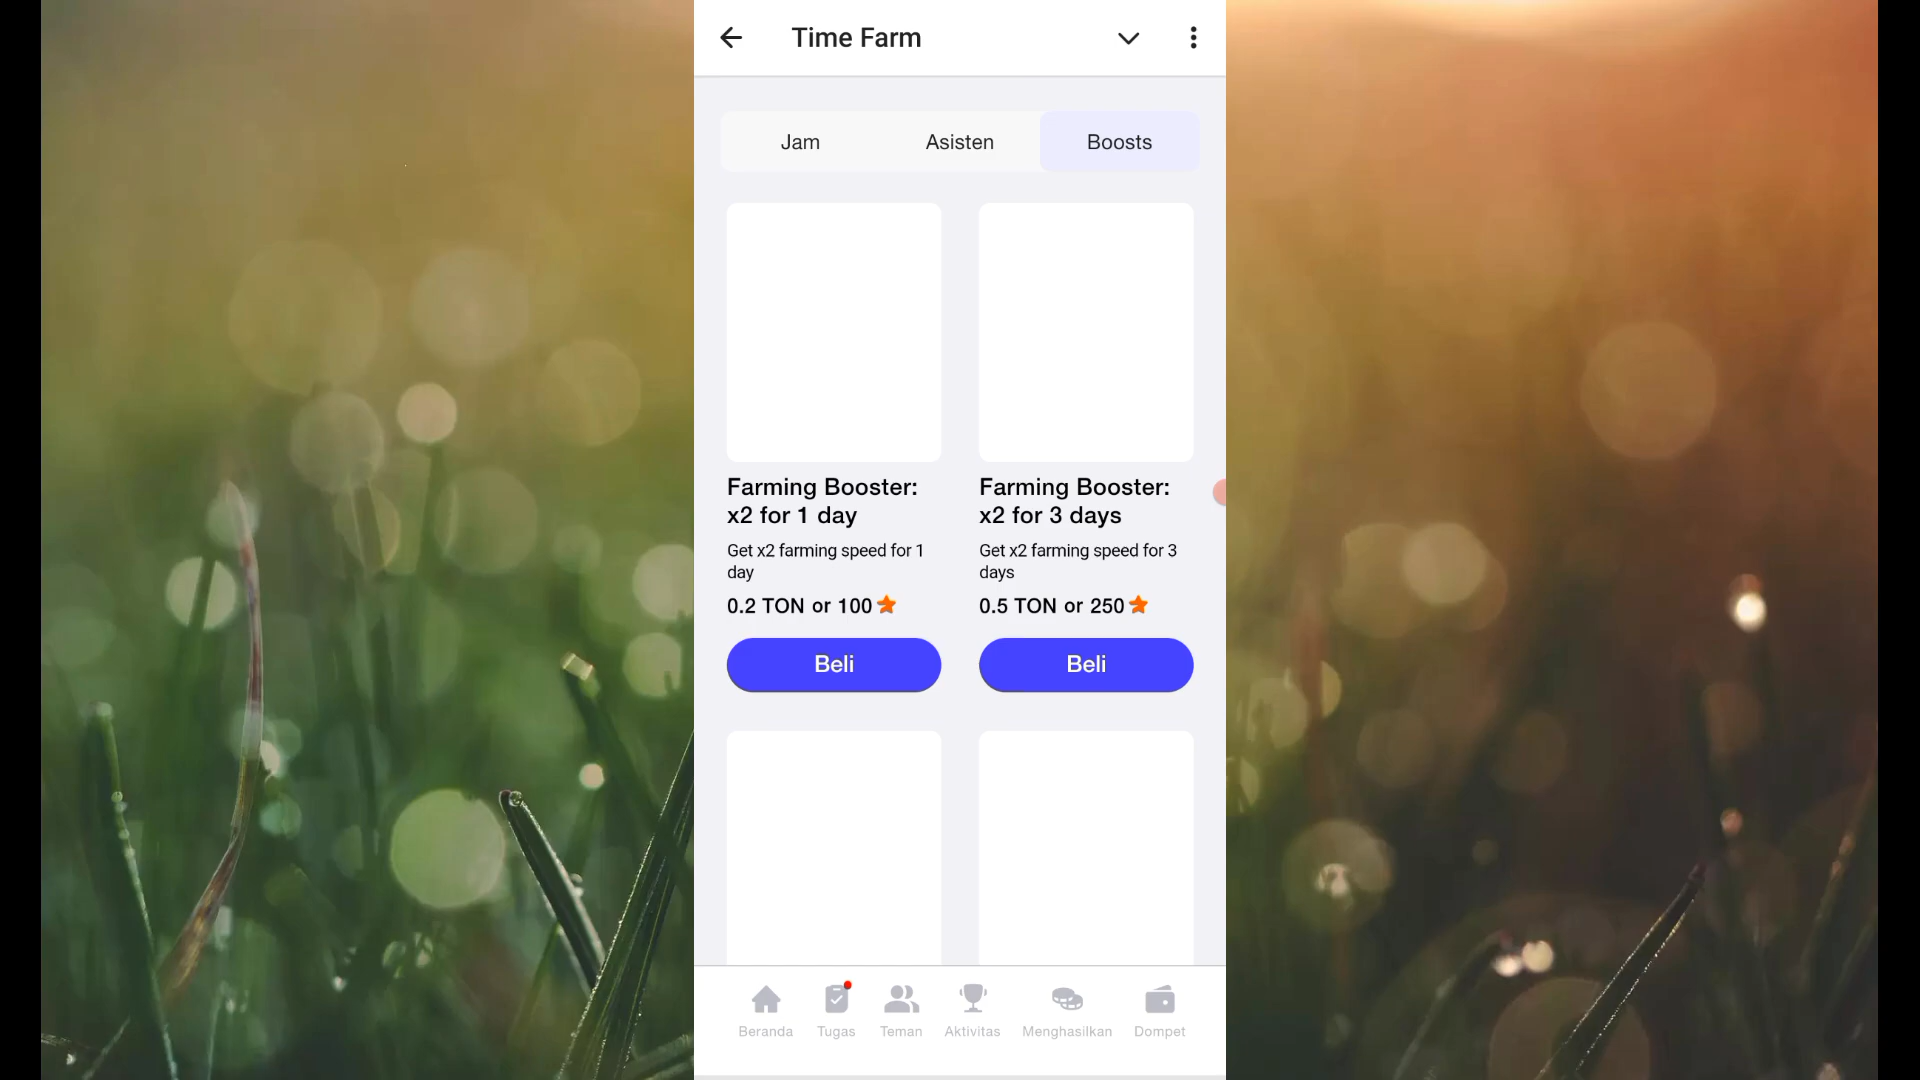 Time Farm
Jam
Asisten
Boosts
Farming Booster:
x2 for 1 day
Get x2 farming speed for 1
day
0.2 TON or 100
Beli
Farming Booster:
x2 for 3 days
Get x2 farming speed for 3
days
0.5 TON or 250
Beli
Beranda
Tugas
Teman
Aktivitas
Menghasilkan
Dompet